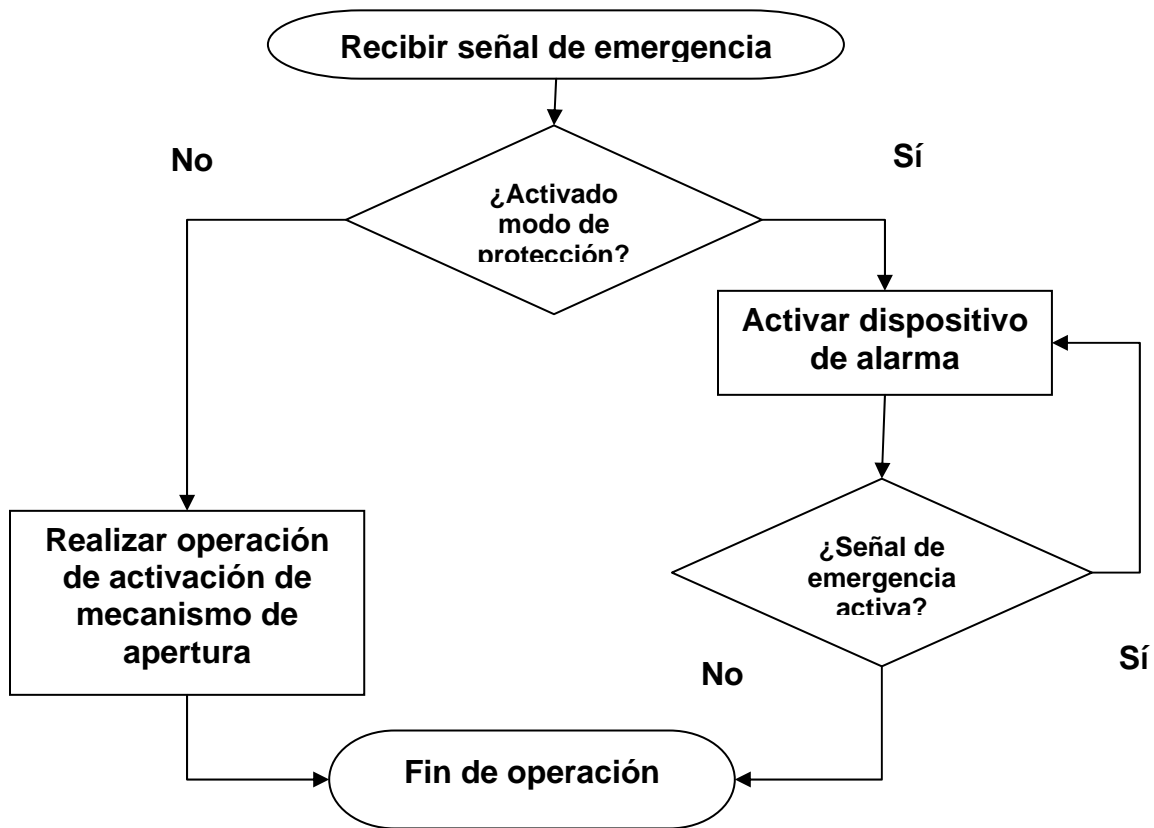 Recibir señal de emergencia
No
Sí
¿Activado
modo de
protección?
Activar dispositivo
de alarma
Realizar operación
de activación de
mecanismo de
apertura
¿Señal de
emergencia
activa?
No
Sí
Fin de operación